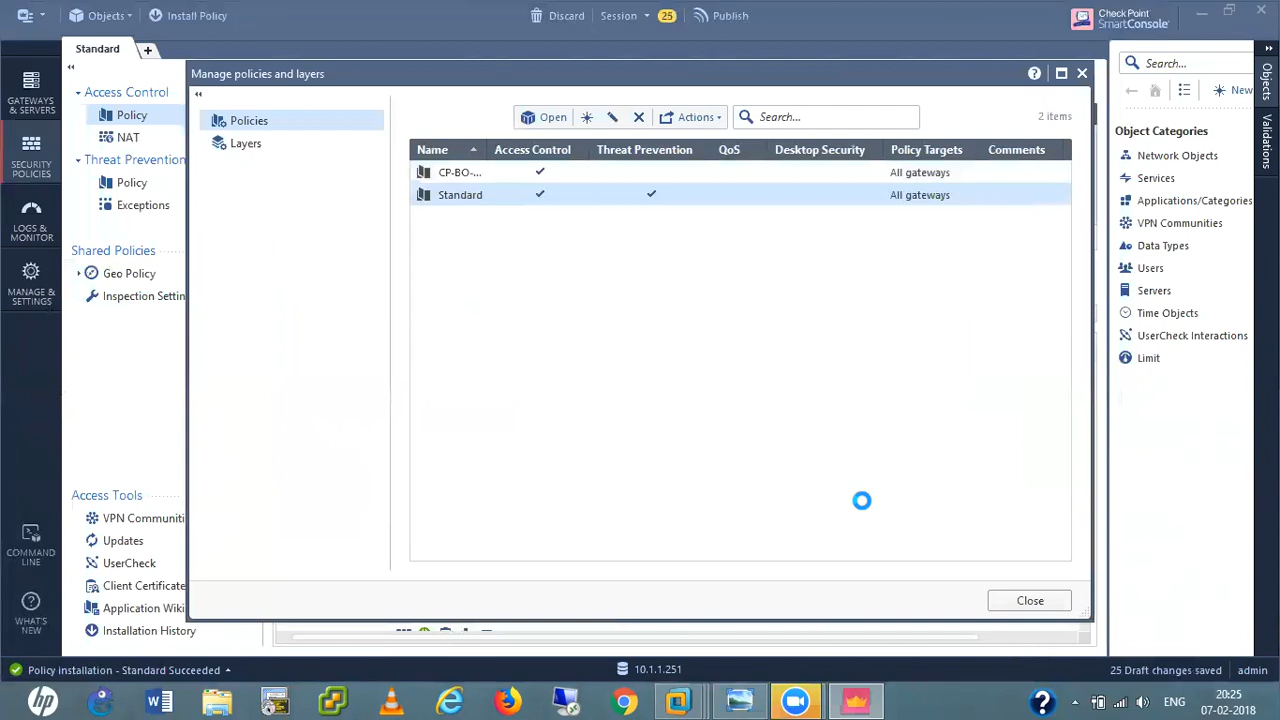 Objects
Install Policy
Discard
Session
25
Publish
Check Point
SmartConsole
Standard
GATEWAYS
& SERVERS
SECURITY
POLICIES
LOGS &
MONITOR
MANAGE &
SETTINGS
COMMAND
LINE
WHAT'S
NEW
Access Control
Policy
NAT
Threat Prevention
Policy
Exceptions
Shared Policies
Geo Policy
Inspection Settin
Access Tools
VPN Communiti
Updates
UserCheck
Client Certificate
Application Wiki
Installation History
Manage policies and layers
Policies
Layers
Open
Actions
Search...
2 items
Name Access Control Threat Prevention QoS Desktop Security Policy Targets Comments
CP-BO-... All gateways
Standard All gateways
Close
Search...
New
Object Categories
Network Objects
Services
Applications/Categories
VPN Communities
Data Types
Users
Servers
Time Objects
UserCheck Interactions
Limit
Objects
Validations
Policy installation - Standard Succeeded
10.1.1.251
25 Draft changes saved
admin
ENG
20:25
07-02-2018